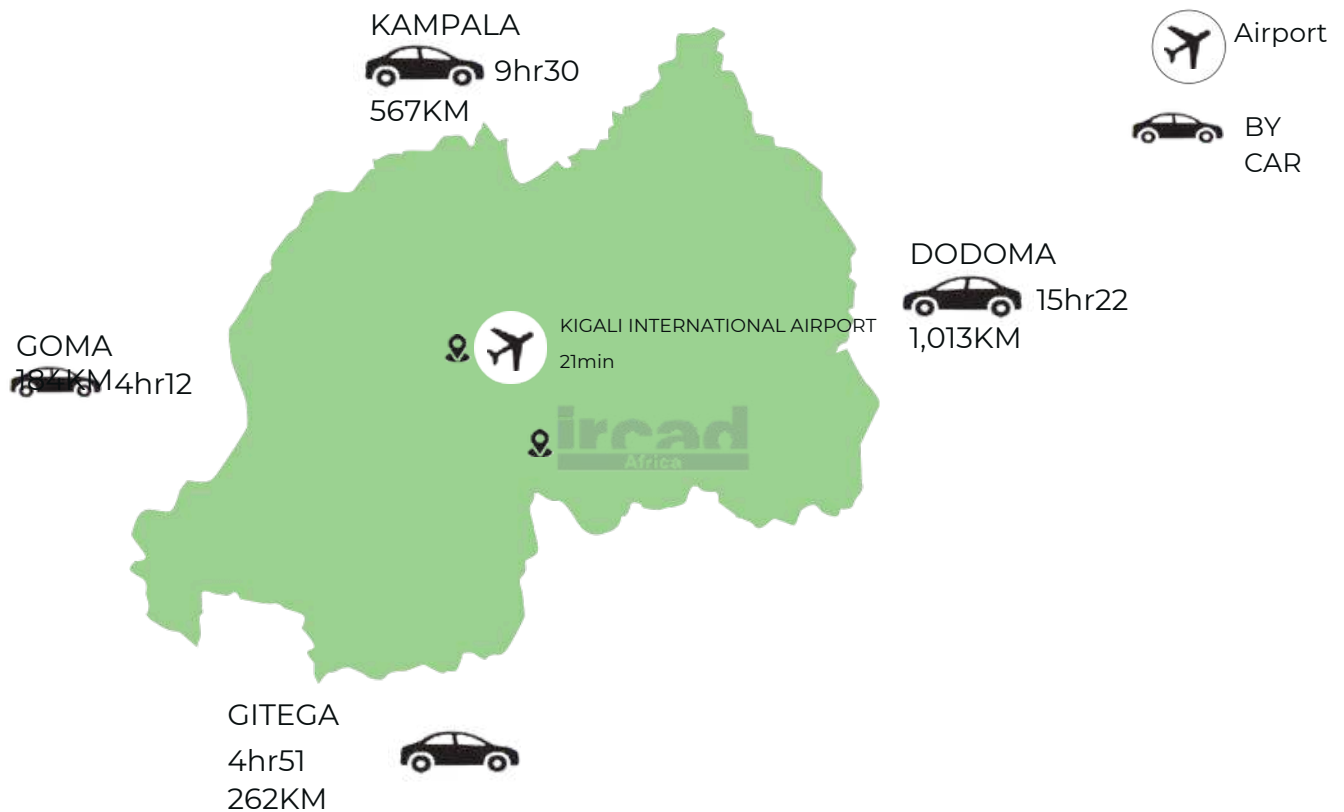 KAMPALA
9hr30
567KM
Airport
BY
CAR
DODOMA
15hr22
1,013KM
KIGALI INTERNATIONAL AIRPORT
21min
GOMA
184KM
4hr12
ircad
Africa
GITEGA
4hr51
262KM